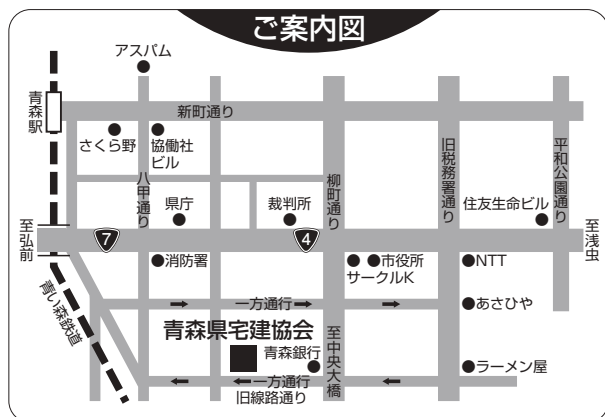 ご案内図
アスパム
青森駅
新町通り
さくら野
協働社
ビル
八甲通り
県庁
裁判所
柳町通り
旧税務署通り
平和公園通り
住友生命ビル
至弘前
7
4
至浅虫
消防署
市役所
サークルK
NTT
青い森鉄道
一方通行
あさひや
青森県宅建協会
青森銀行
至中央大橋
ラーメン屋
一方通行
旧線路通り